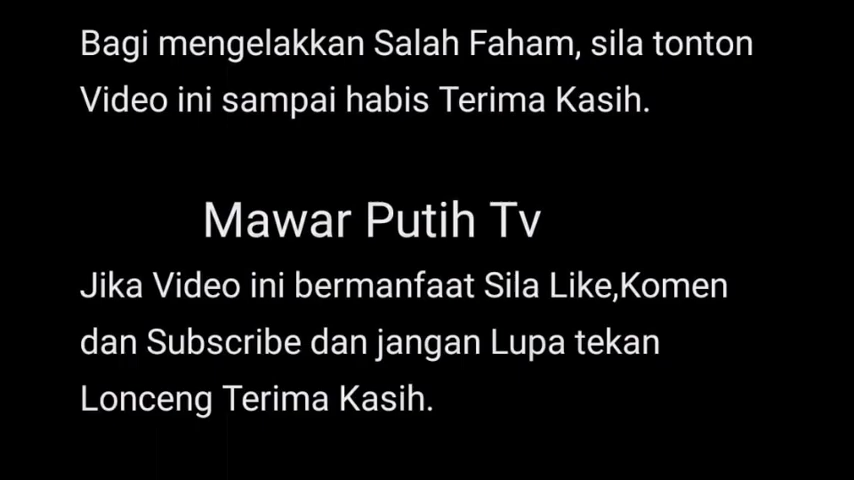 Bagi mengelakkan Salah Faham, sila tonton
Video ini sampai habis Terima Kasih.
Mawar Putih Tv
Jika Video ini bermanfaat Sila Like,Komen
dan Subscribe dan jangan Lupa tekan
Lonceng Terima Kasih.